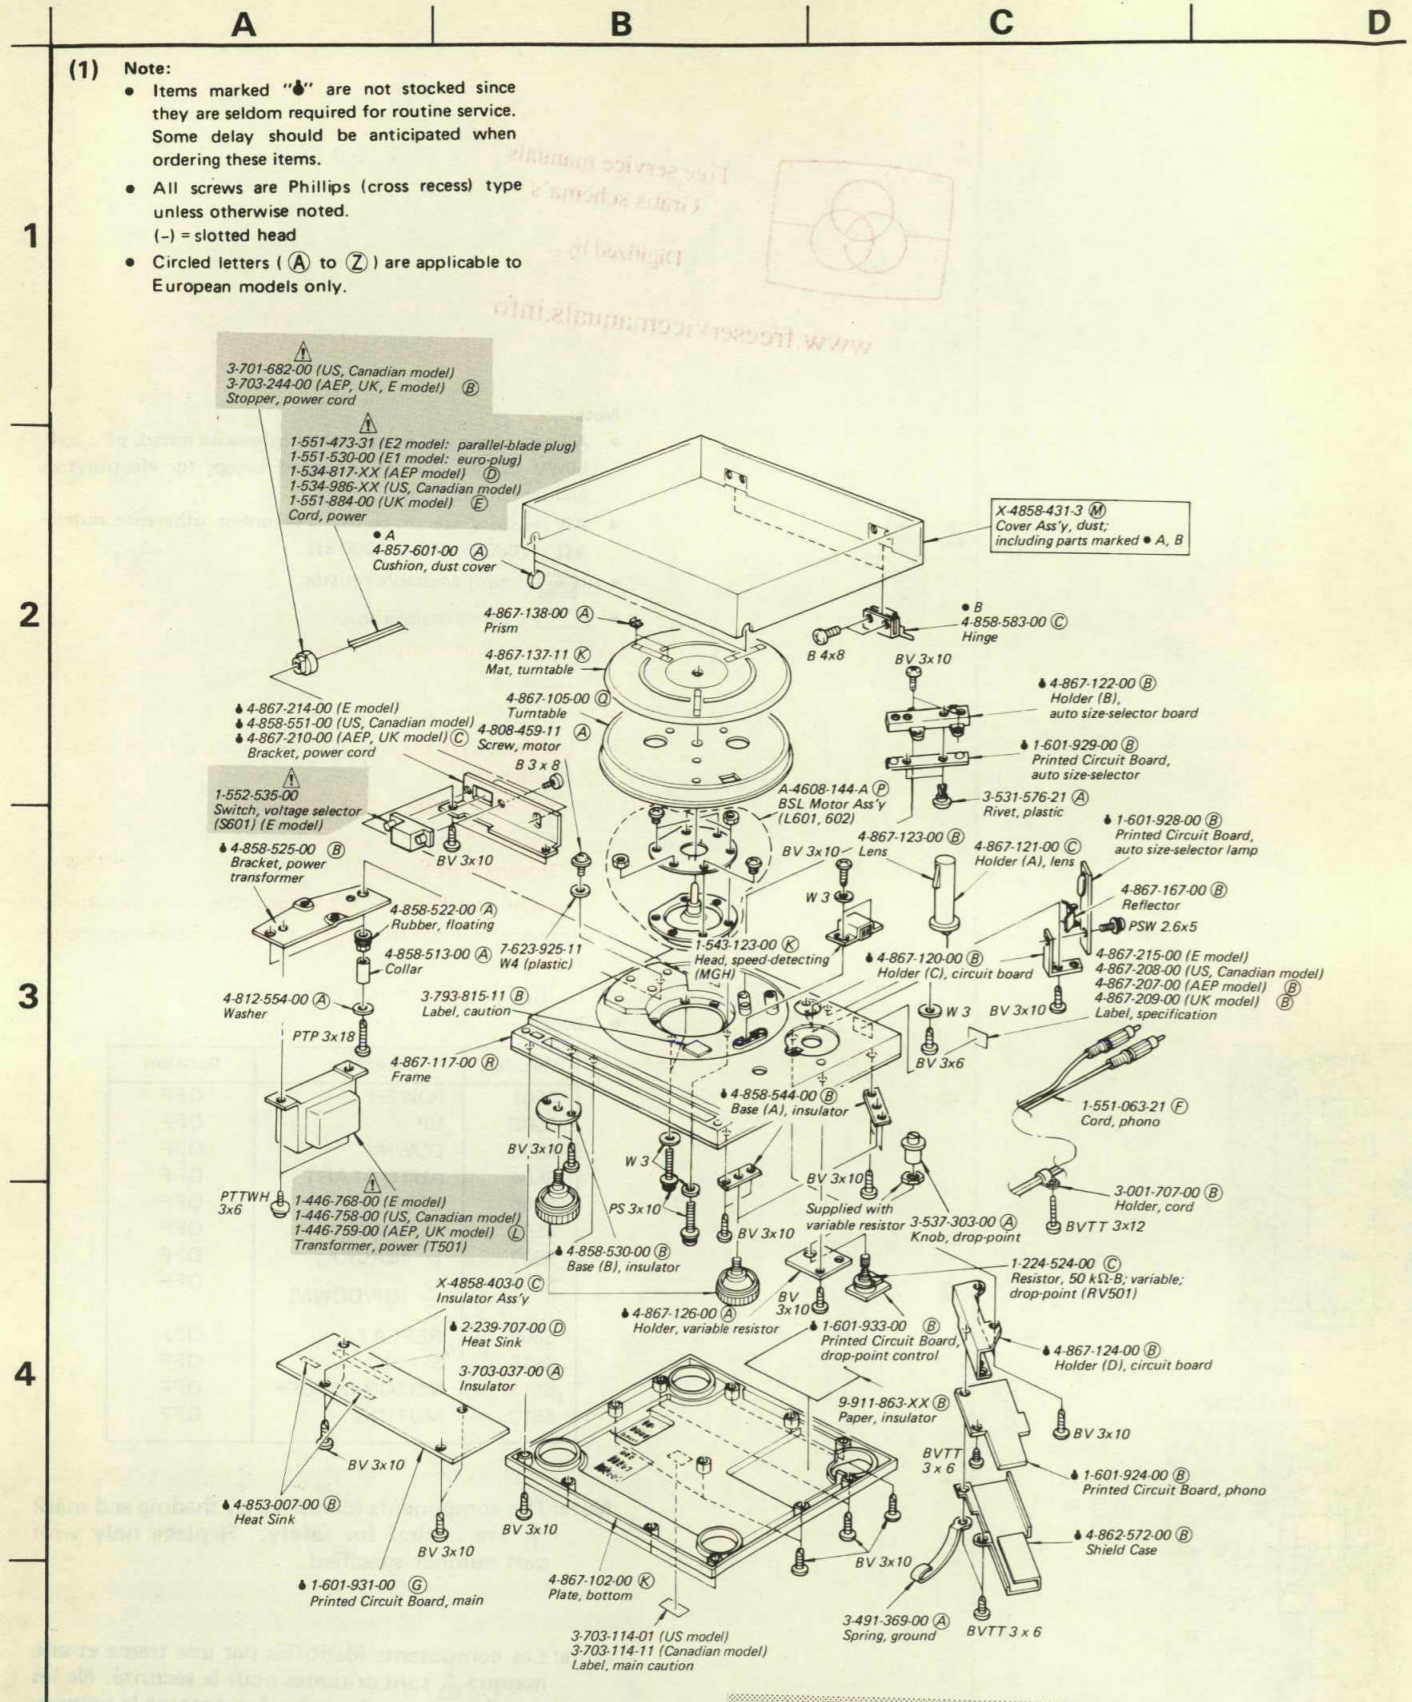 A B C D
(1) Note:
• Items marked "" are not stocked since
they are seldom required for routine service.
Some delay should be anticipated when
ordering these items.
• All screws are Phillips (cross recess) type
unless otherwise noted.
(-) = slotted head
• Circled letters ( Ⓐ to Ⓩ ) are applicable to
European models only.
1
2
3
4
Free service manuals
Gratis schema's
Digitized by
www.freeservicemanuals.info
3-701-682-00 (US, Canadian model)
3-703-244-00 (AEP, UK, E model) Ⓑ
Stopper, power cord
1-551-473-31 (E2 model: parallel-blade plug)
1-551-530-00 (E1 model: euro-plug)
1-534-817-XX (AEP model) Ⓓ
1-534-986-XX (US, Canadian model)
1-551-884-00 (UK model) Ⓔ
Cord, power
• A
4-857-601-00 Ⓐ
Cushion, dust cover
X-4858-431-3 Ⓜ
Cover Ass'y, dust;
including parts marked • A, B
4-867-138-00 Ⓐ
Prism
4-867-137-11 Ⓚ
Mat, turntable
4-867-105-00 Ⓠ
Turntable
4-808-459-11 Ⓐ
Screw, motor
B 3 x 8
B 4x8
• B
4-858-583-00 Ⓒ
Hinge
BV 3x10
4-867-122-00 Ⓑ
Holder (B),
auto size-selector board
1-601-929-00 Ⓑ
Printed Circuit Board,
auto size-selector
3-531-576-21 Ⓐ
Rivet, plastic
4-867-214-00 (E model)
4-858-551-00 (US, Canadian model)
4-867-210-00 (AEP, UK model) Ⓒ
Bracket, power cord
1-552-535-00
Switch, voltage selector
(S601) (E model)
4-858-525-00 Ⓑ
Bracket, power
transformer
BV 3x10
A-4608-144-A Ⓟ
BSL Motor Ass'y
(L601, 602)
BV 3x10
W 3
4-867-123-00 Ⓑ
Lens
4-867-121-00 Ⓒ
Holder (A), lens
1-601-928-00 Ⓑ
Printed Circuit Board,
auto size-selector lamp
4-867-167-00 Ⓑ
Reflector
PSW 2.6x5
4-858-522-00 Ⓐ
Rubber, floating
4-858-513-00 Ⓐ
Collar
7-623-925-11
W4 (plastic)
1-543-123-00 Ⓚ
Head, speed-detecting
(MGH)
4-867-120-00 Ⓑ
Holder (C), circuit board
4-867-215-00 (E model)
4-867-208-00 (US, Canadian model)
4-867-207-00 (AEP model) Ⓑ
4-867-209-00 (UK model) Ⓑ
Label, specification
BV 3x10
W 3
BV 3x6
4-812-554-00 Ⓐ
Washer
PTP 3x18
3-793-815-11 Ⓑ
Label, caution
4-867-117-00 Ⓡ
Frame
4-858-544-00 Ⓑ
Base (A), insulator
1-551-063-21 Ⓕ
Cord, phono
BV 3x10
W 3
PS 3x10
BV 3x10
BV 3x10
Supplied with
variable resistor
3-537-303-00 Ⓐ
Knob, drop-point
3-001-707-00 Ⓑ
Holder, cord
BVTT 3x12
PTTWH
3x6
1-446-768-00 (E model)
1-446-758-00 (US, Canadian model)
1-446-759-00 (AEP, UK model) Ⓛ
Transformer, power (T501)
4-858-530-00 Ⓑ
Base (B), insulator
X-4858-403-0 Ⓒ
Insulator Ass'y
1-224-524-00 Ⓒ
Resistor, 50 kΩ-B; variable;
drop-point (RV501)
BV
3x10
4-867-126-00 Ⓐ
Holder, variable resistor
1-601-933-00 Ⓑ
Printed Circuit Board,
drop-point control
2-239-707-00 Ⓓ
Heat Sink
3-703-037-00 Ⓐ
Insulator
4-867-124-00 Ⓑ
Holder (D), circuit board
9-911-863-XX Ⓑ
Paper, insulator
BV 3x10
BVTT
3 x 6
BV 3x10
1-601-924-00 Ⓑ
Printed Circuit Board, phono
4-853-007-00 Ⓑ
Heat Sink
BV 3x10
BV 3x10
BV 3x10
4-862-572-00 Ⓑ
Shield Case
1-601-931-00 Ⓖ
Printed Circuit Board, main
4-867-102-00 Ⓚ
Plate, bottom
3-491-369-00 Ⓐ
Spring, ground
BVTT 3 x 6
3-703-114-01 (US model)
3-703-114-11 (Canadian model)
Label, main caution